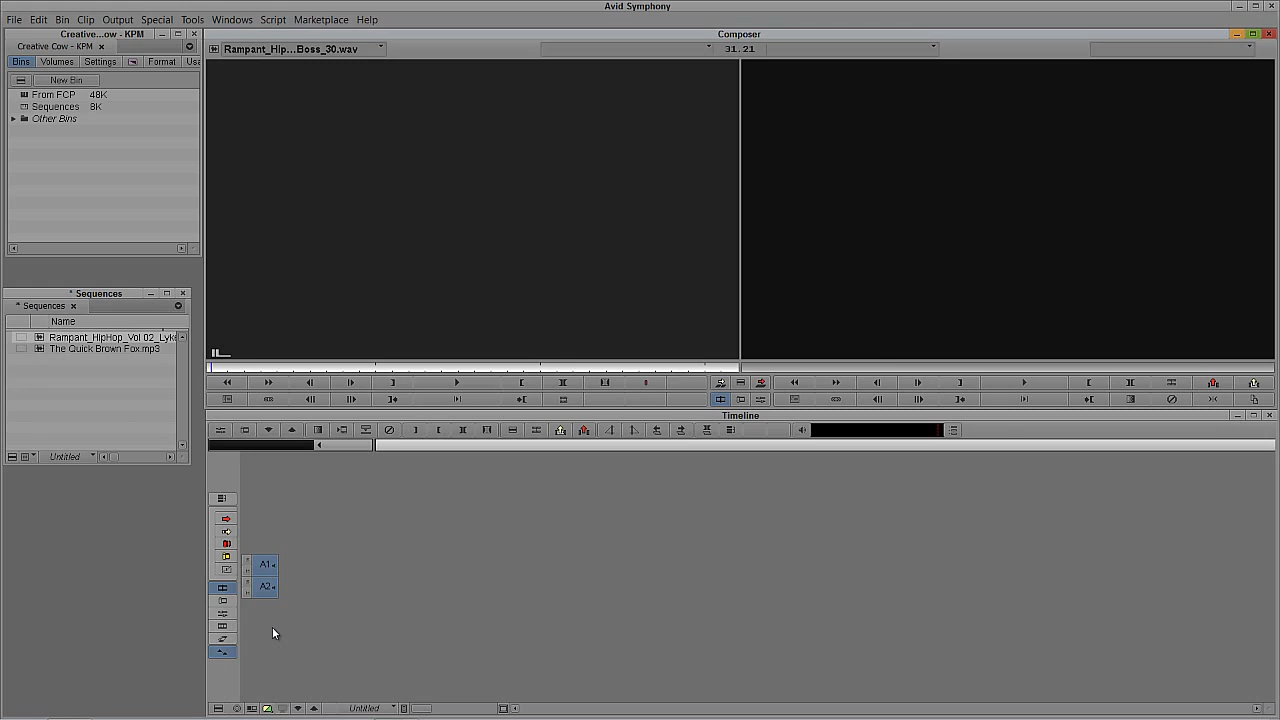 Avid Symphony
File Edit Bin Clip Output Special Tools Windows Script Marketplace Help
Creative...ow - KPM
Composer
Creative Cow - KPM
Rampant_Hip...Boss_30.wav
31.21
Bins Volumes Settings Format Use
New Bin
From FCP 48K
Sequences 8K
Other Bins
* Sequences
* Sequences
Name
Rampant_HipHop_Vol 02_Lyk
The Quick Brown Fox.mp3
Timeline
Untitled
A1
A2
Untitled